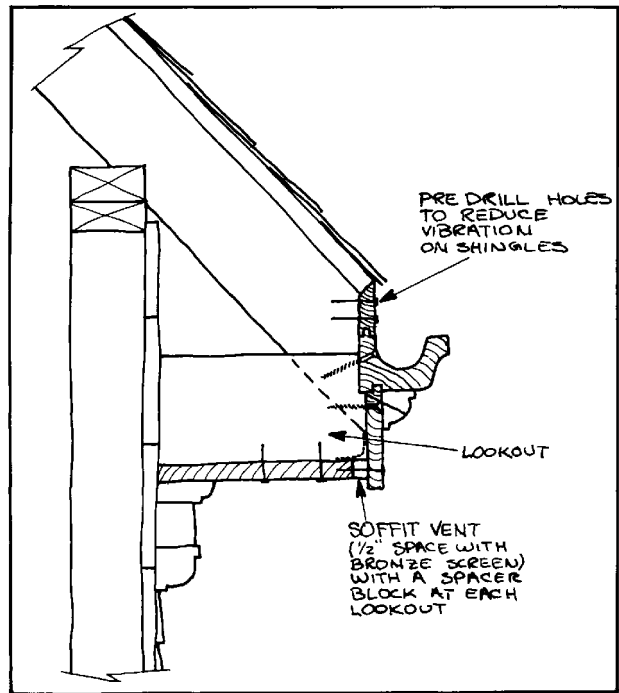 PRE DRILL HOLES
TO REDUCE
VIBRATION
ON SHINGLES
LOOKOUT
SOFFIT VENT
(1/2" SPACE WITH
BRONZE SCREEN)
WITH A SPACER
BLOCK AT EACH
LOOKOUT